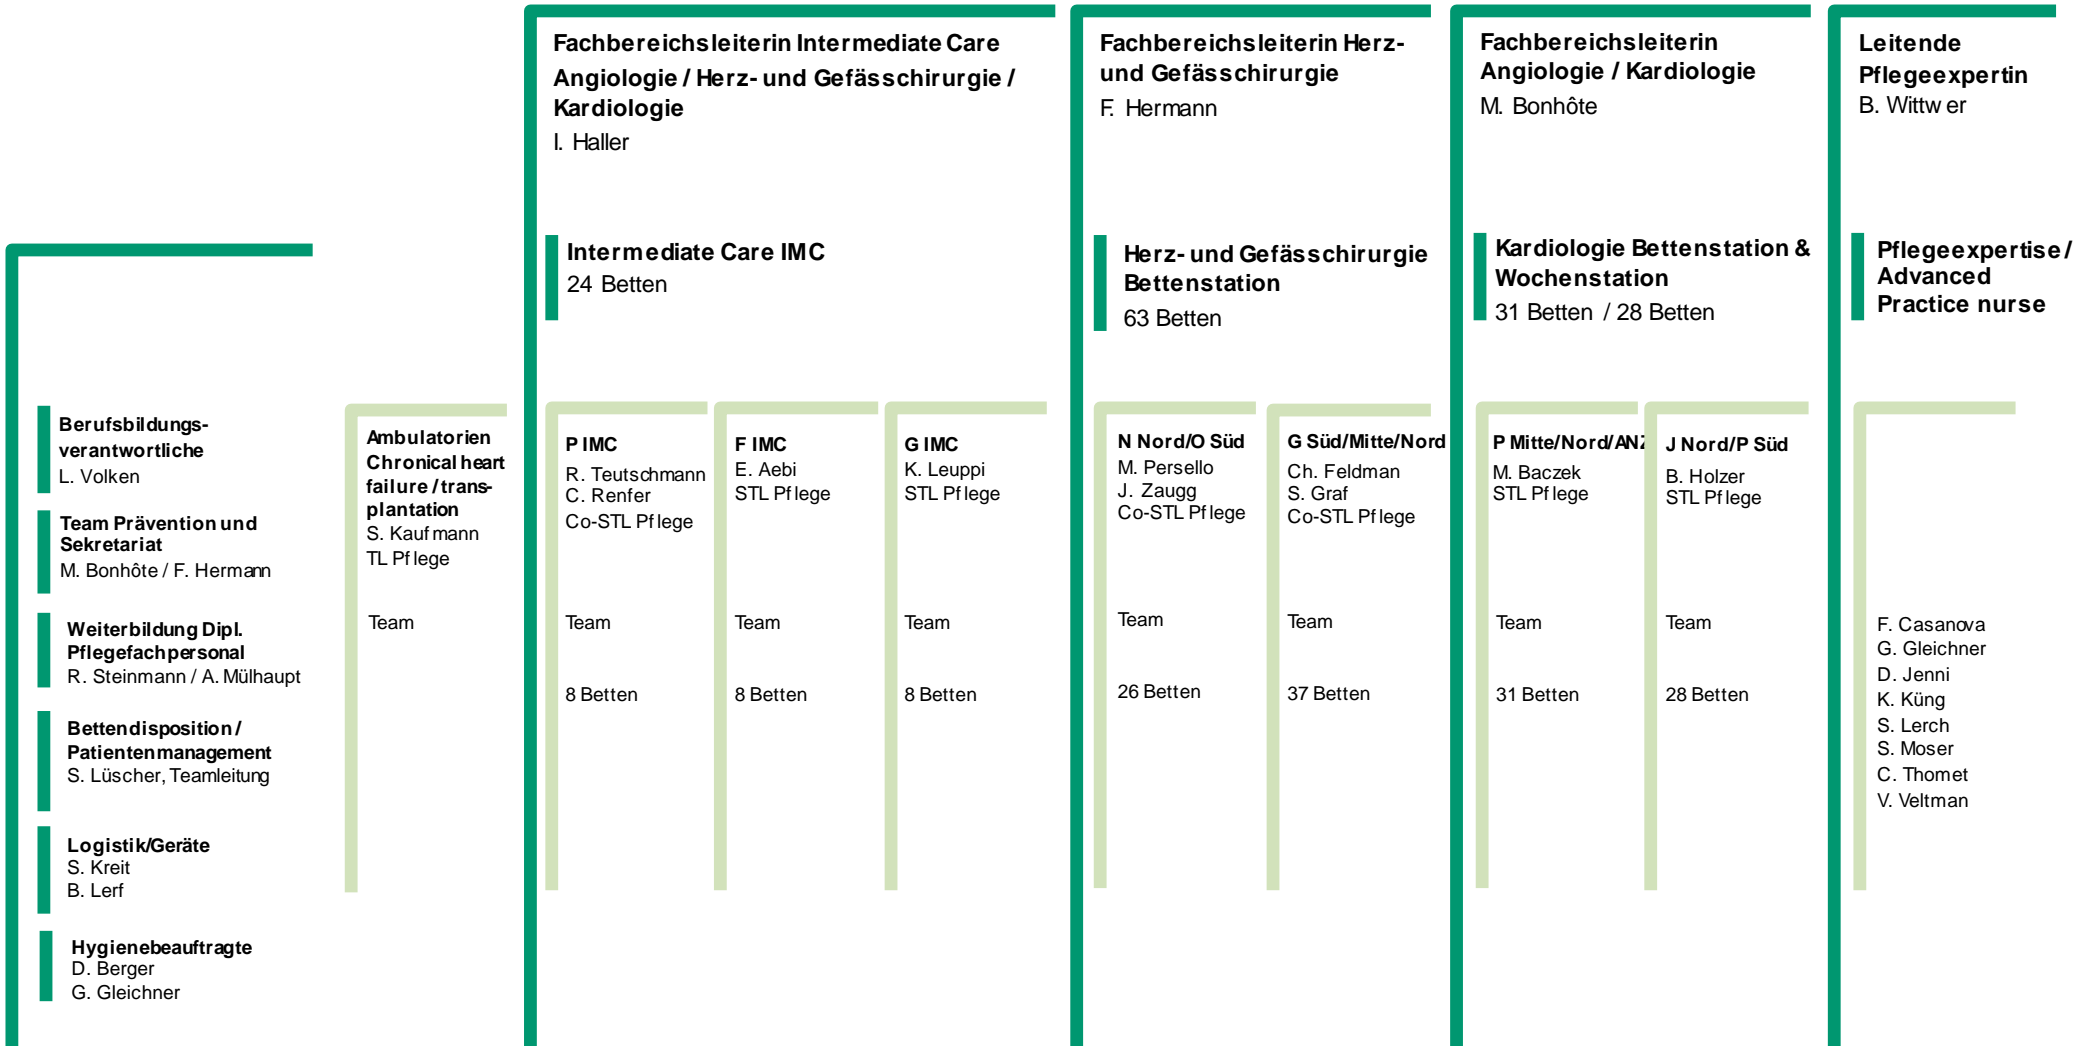 Fachbereichsleiterin Intermediate Care
Angiologie / Herz- und Gefässchirurgie /
Kardiologie
I. Haller
Intermediate Care IMC
24 Betten
Fachbereichsleiterin Herz-
und Gefässchirurgie
F. Hermann
Herz- und Gefässchirurgie
Bettenstation
63 Betten
Fachbereichsleiterin
Angiologie / Kardiologie
M. Bonhôte
Kardiologie Bettenstation &
Wochenstation
31 Betten / 28 Betten
Leitende
Pflegeexpertin
B. Wittwer
Pflegeexpertise /
Advanced
Practice nurse
Berufsbildungs-
verantwortliche
L. Volken
Team Prävention und
Sekretariat
M. Bonhôte / F. Hermann
Weiterbildung Dipl.
Pflegefachpersonal
R. Steinmann / A. Mülhaupt
Bettendisposition /
Patientenmanagement
S. Lüscher, Teamleitung
Logistik/Geräte
S. Kreit
B. Lerf
Hygienebeauftragte
D. Berger
G. Gleichner
Ambulatorien
Chronical heart
failure / trans-
plantation
S. Kaufmann
TL Pflege
Team
P IMC
R. Teutschmann
C. Renfer
Co-STL Pflege
Team
8 Betten
F IMC
E. Aebi
STL Pflege
Team
8 Betten
G IMC
K. Leuppi
STL Pflege
Team
8 Betten
N Nord/O Süd
M. Persello
J. Zaugg
Co-STL Pflege
Team
26 Betten
G Süd/Mitte/Nord
Ch. Feldman
S. Graf
Co-STL Pflege
Team
37 Betten
P Mitte/Nord/ANZ
M. Baczek
STL Pflege
Team
31 Betten
J Nord/P Süd
B. Holzer
STL Pflege
Team
28 Betten
F. Casanova
G. Gleichner
D. Jenni
K. Küng
S. Lerch
S. Moser
C. Thomet
V. Veltman